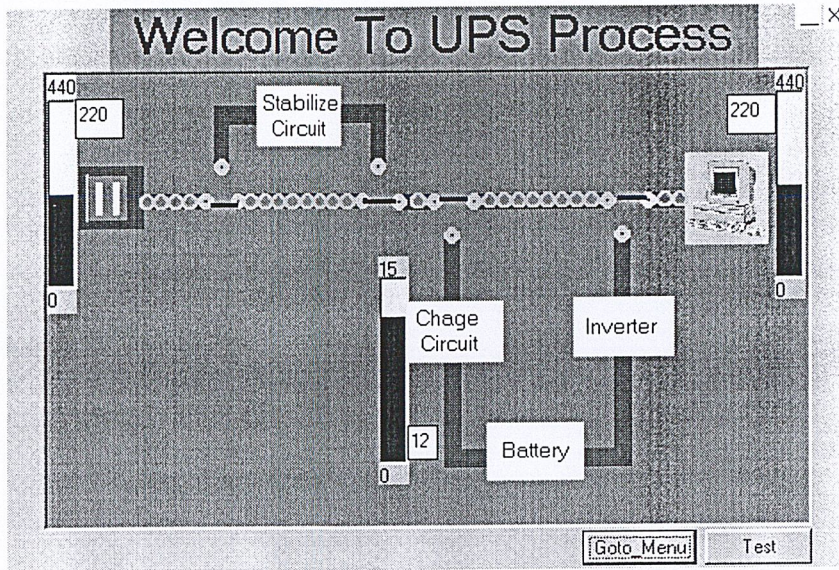 Welcome To UPS Process
440
220
0
Stabilize
Circuit
440
220
0
15
Chage
Circuit
12
0
Inverter
Battery
Goto_Menu
Test